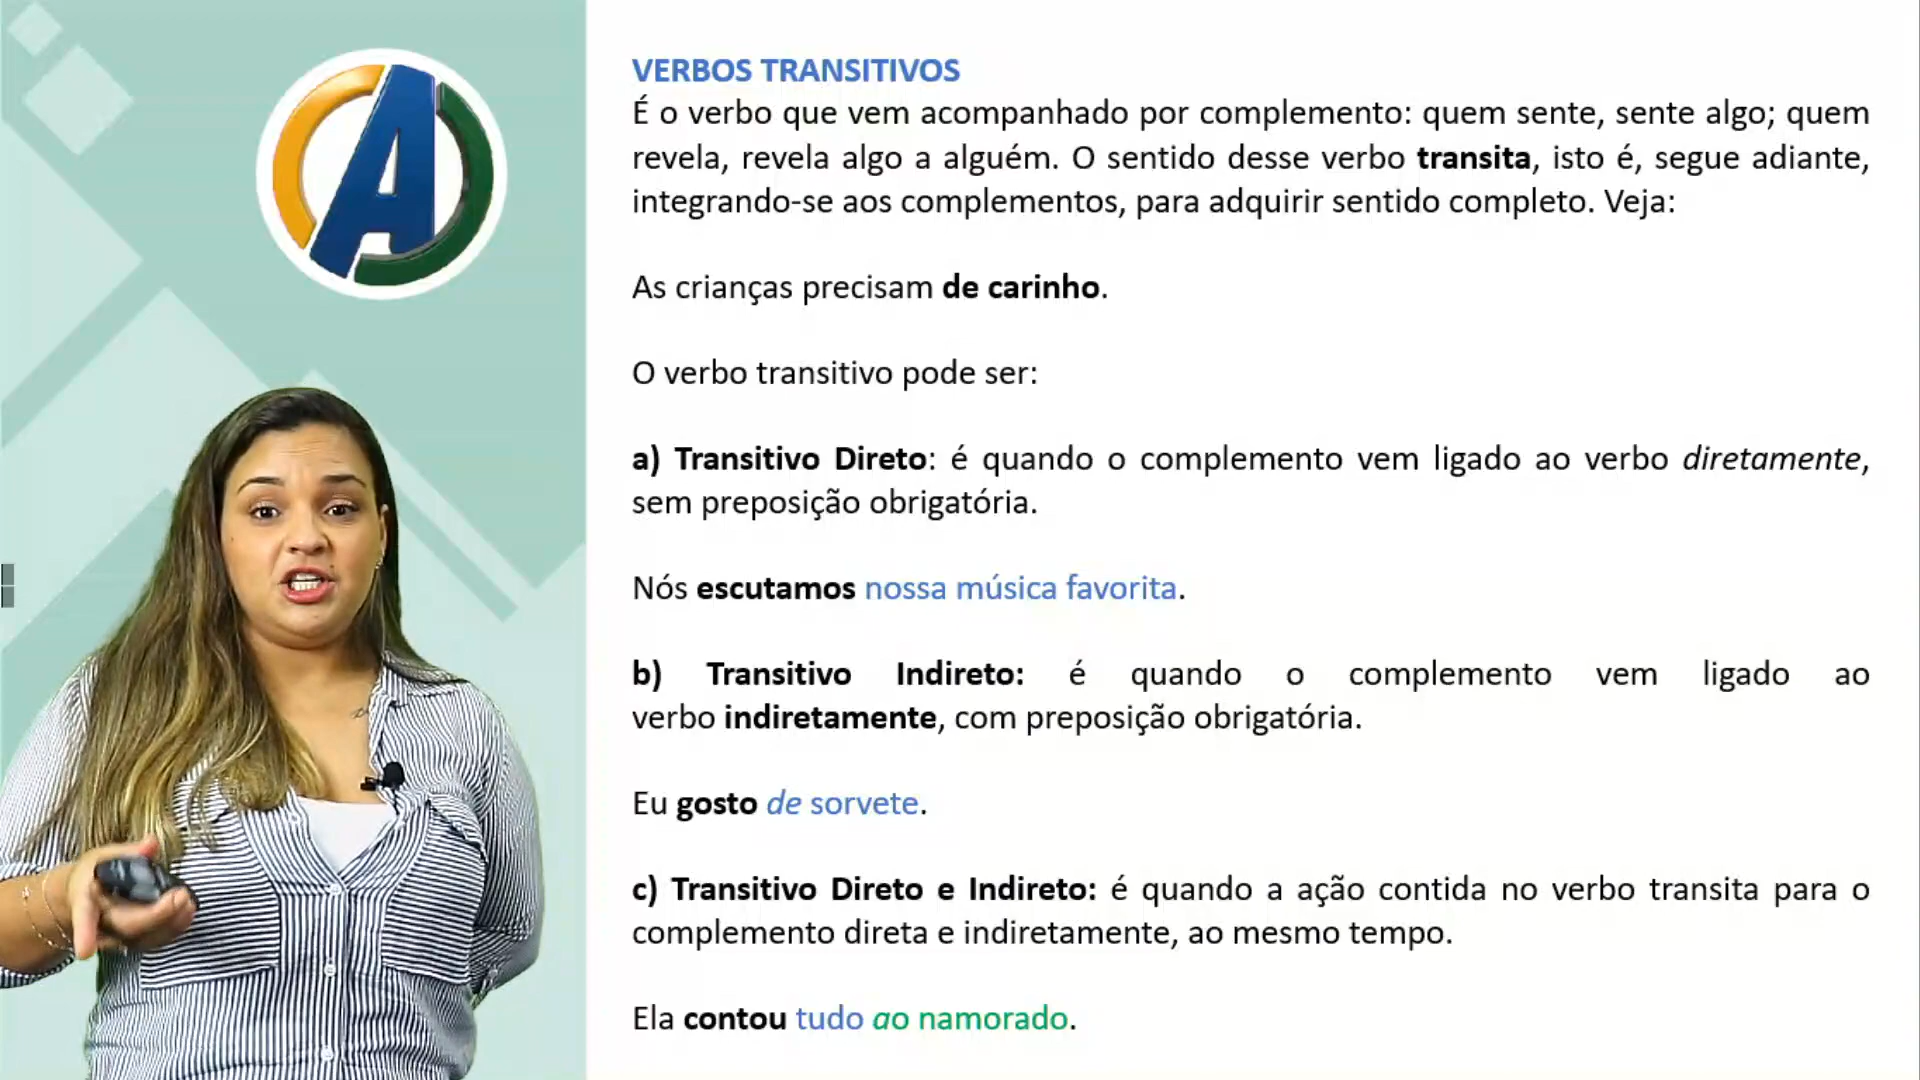 A
VERBOS TRANSITIVOS
É o verbo que vem acompanhado por complemento: quem sente, sente algo; quem
revela, revela algo a alguém. O sentido desse verbo transita, isto é, segue adiante,
integrando-se aos complementos, para adquirir sentido completo. Veja:
As crianças precisam de carinho.
O verbo transitivo pode ser:
a) Transitivo Direto: é quando o complemento vem ligado ao verbo diretamente,
sem preposição obrigatória.
Nós escutamos nossa música favorita.
b) Transitivo Indireto: é quando o complemento vem ligado ao
verbo indiretamente, com preposição obrigatória.
Eu gosto de sorvete.
c) Transitivo Direto e Indireto: é quando a ação contida no verbo transita para o
complemento direta e indiretamente, ao mesmo tempo.
Ela contou tudo ao namorado.